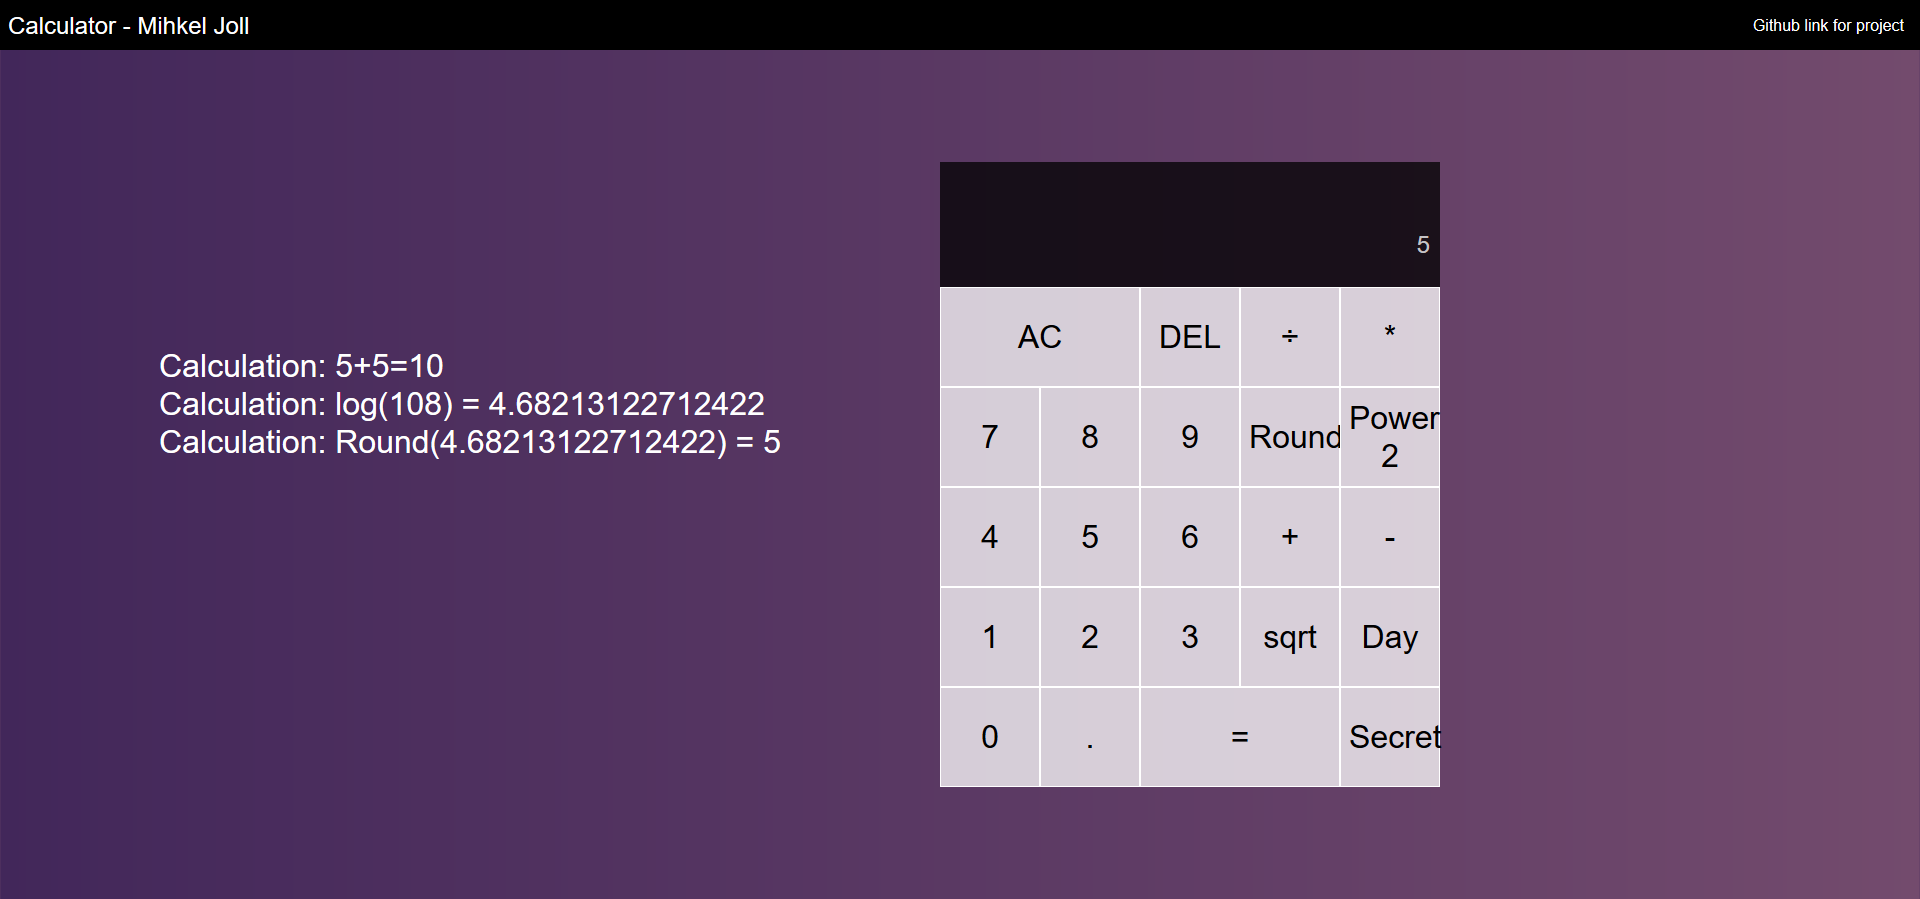 Calculator - Mihkel Joll
Github link for project
5
Calculation: 5+5=10
Calculation: log(108) = 4.68213122712422
Calculation: Round(4.68213122712422) = 5
AC DEL ÷ *
7 8 9 Round Power 2
4 5 6 + -
1 2 3 sqrt Day
0 . = Secret